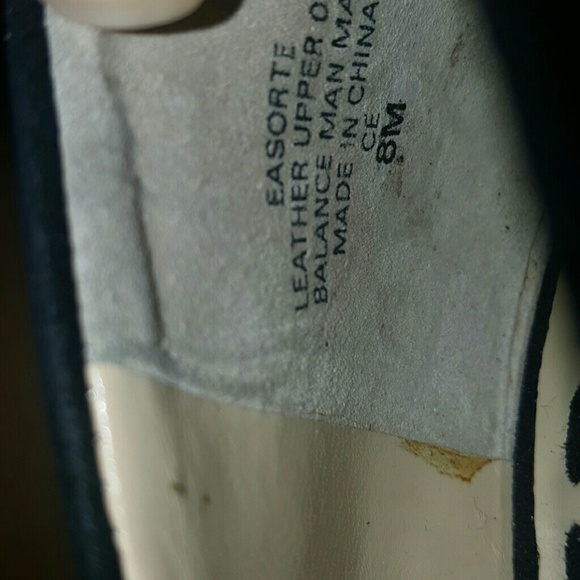 EASORTE
LEATHER UPPER O
BALANCE MAN MA
MADE IN CHINA
CE
8M